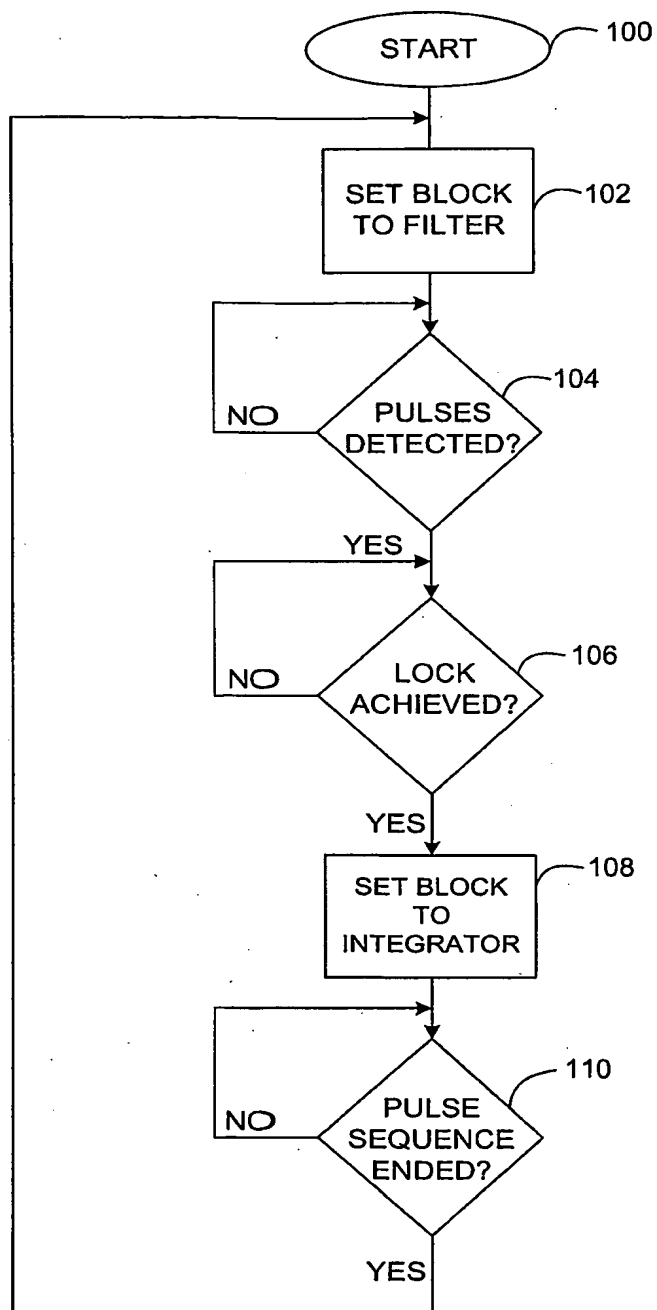 START
100
SET BLOCK
TO FILTER
102
104
PULSES
DETECTED?
NO
YES
106
LOCK
ACHIEVED?
NO
YES
SET BLOCK
TO
INTEGRATOR
108
110
PULSE
SEQUENCE
ENDED?
NO
YES